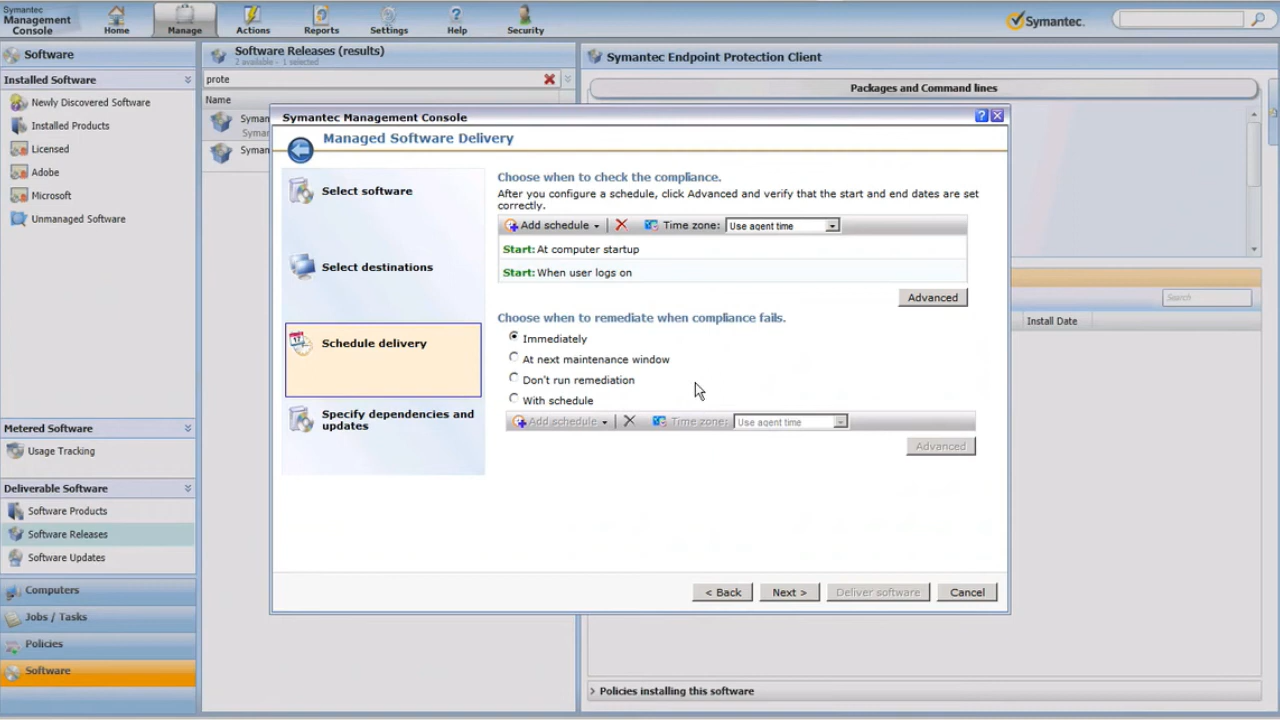 Symantec
Management
Console
Home
Manage
Actions
Reports
Settings
Help
Security
Symantec.
Software
Installed Software
Newly Discovered Software
Installed Products
Licensed
Adobe
Microsoft
Unmanaged Software
Metered Software
Usage Tracking
Deliverable Software
Software Products
Software Releases
Software Updates
Computers
Jobs / Tasks
Policies
Software
Software Releases (results)
2 available - 1 selected
prote
Name
Syman
Syman
Syman
Symantec Endpoint Protection Client
Packages and Command lines
Search
Install Date
> Policies installing this software
Symantec Management Console
Managed Software Delivery
Select software
Select destinations
Schedule delivery
Specify dependencies and
updates
Choose when to check the compliance.
After you configure a schedule, click Advanced and verify that the start and end dates are set
correctly.
Add schedule
Time zone: Use agent time
Start: At computer startup
Start: When user logs on
Advanced
Choose when to remediate when compliance fails.
Immediately
At next maintenance window
Don't run remediation
With schedule
Add schedule
Time zone: Use agent time
Advanced
< Back
Next >
Deliver software
Cancel